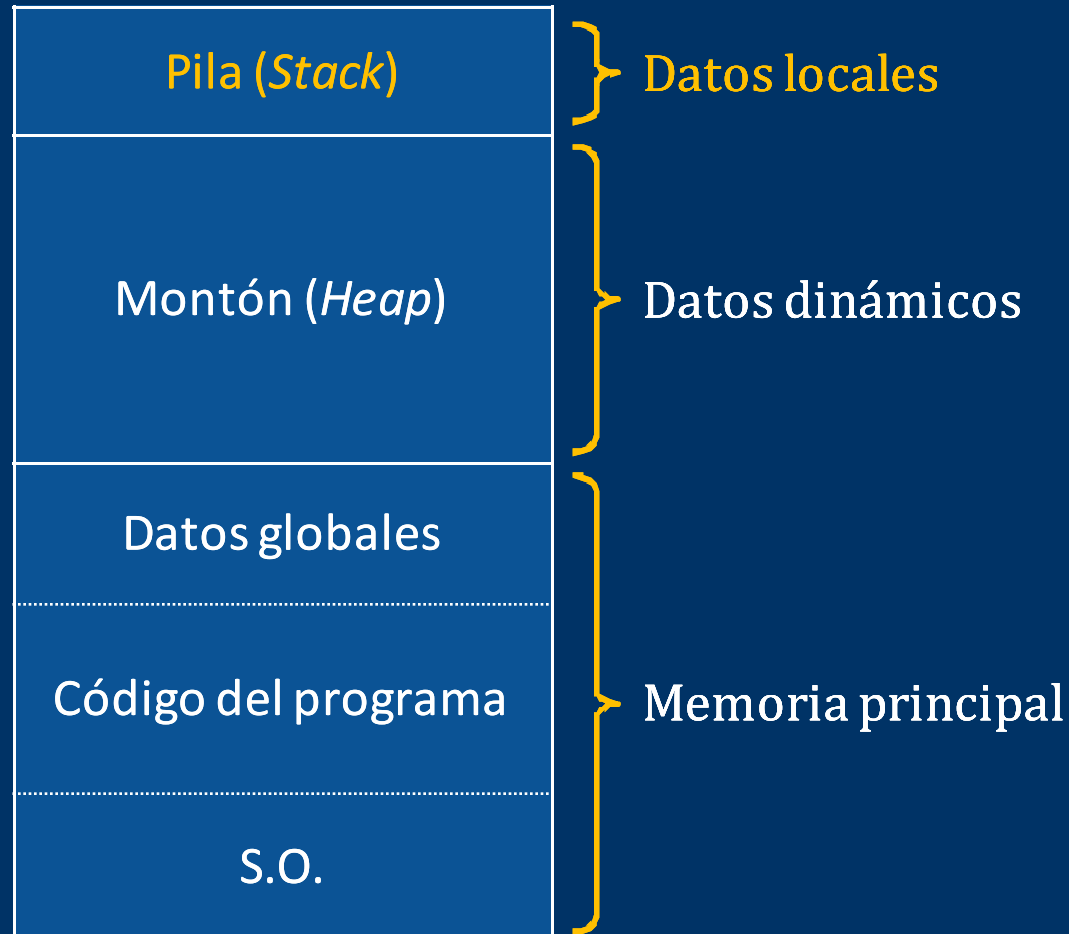 Pila (Stack)
Datos locales
Montón (Heap)
Datos dinámicos
Datos globales
Código del programa
Memoria principal
S.O.